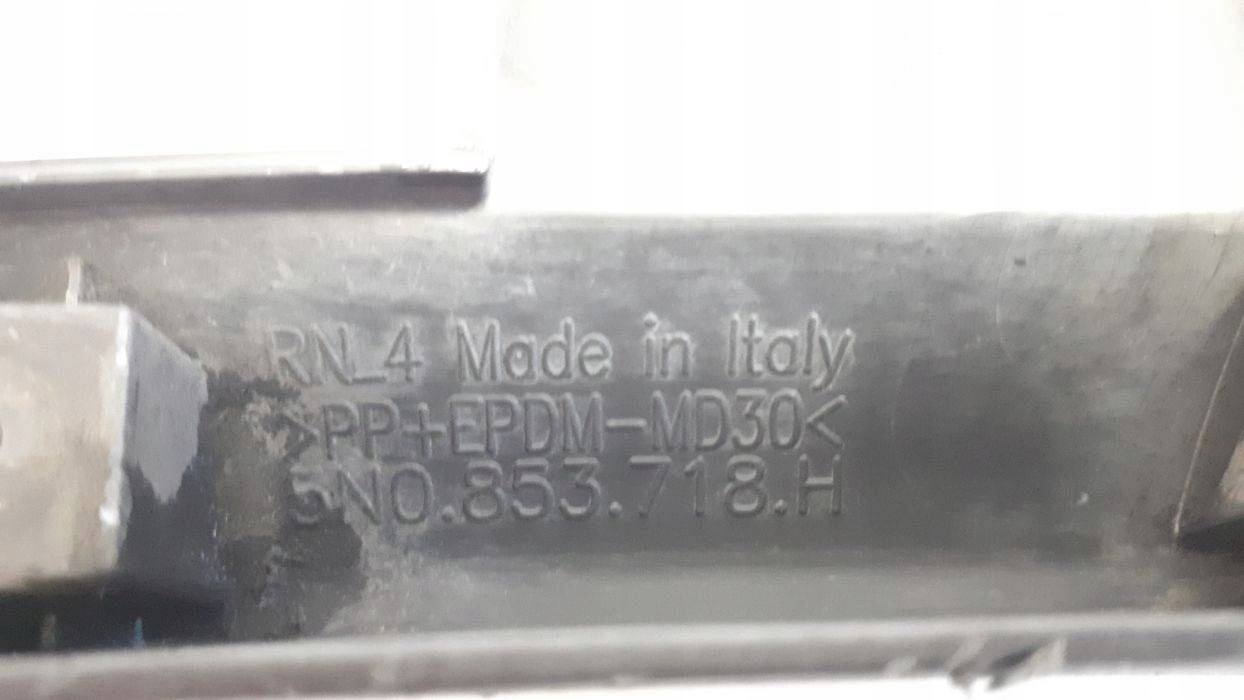 RN_4 Made in Italy
>PP+EPDM-MD30<
5N0.853.718.H